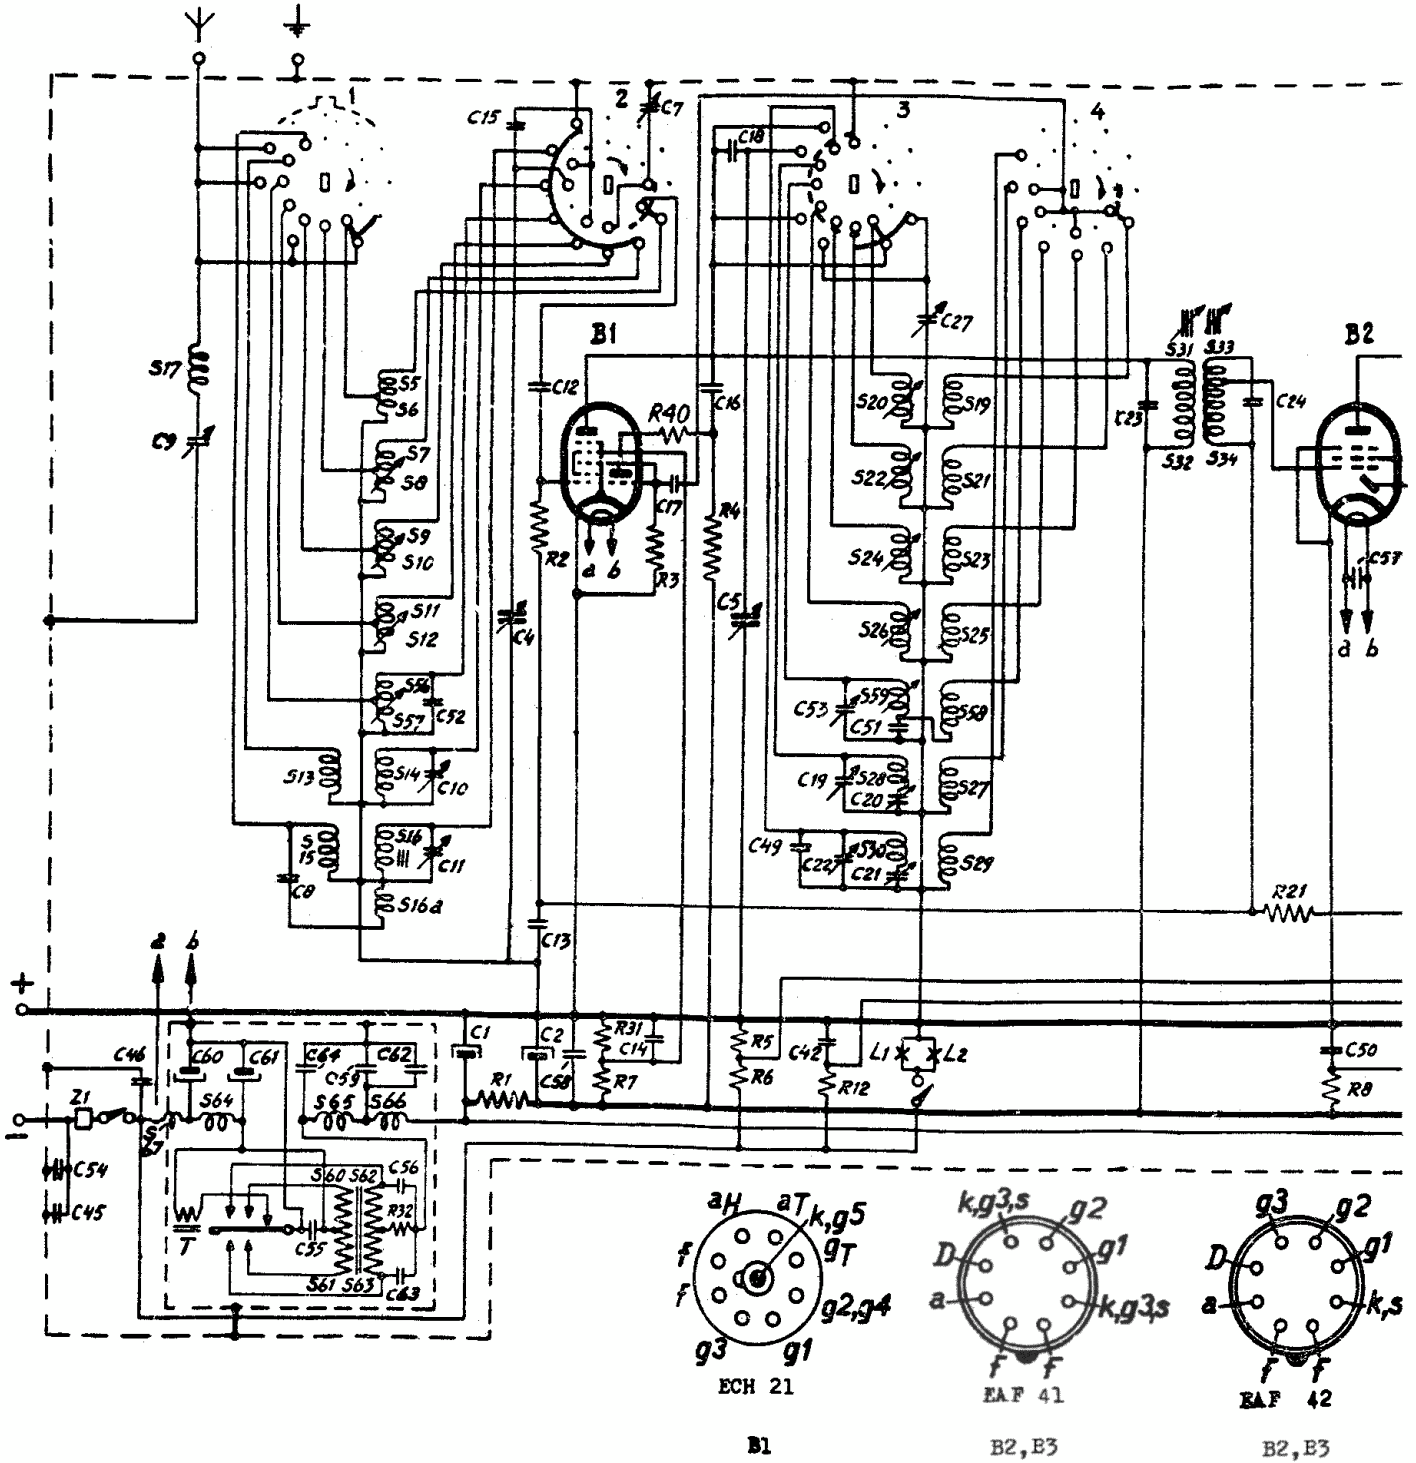 1
2
3
4
C15
C7
C18
S17
C9
C27
B1
B2
S31 S33
S32 S34
C23
C24
S5
S6
C12
R40
C16
S20
S19
S7
S8
C17
R4
S22
S21
S9
S10
R2
a b
R3
S24
S23
C57
S11
S12
C4
C5
S26
S25
a b
S56
S57
C52
C53
S59
C51
S58
S13
S14
C10
C19
S28
C20
S27
S
15
S16
C11
C8
C49
C22
S30
C21
S29
S16a
R21
C13
a b
+
C46
C60
C61
C64
C59
C62
C1
C2
C58
R31
C14
R7
R5
R6
C42
R12
L1
L2
C50
R8
Z1
S64
S65
S66
R1
−
S
67
C54
C45
T
S60 S62
C56
R32
C55
S61 S63
C63
aH aT
k,g5
gT
f
f
g2,g4
g3 g1
ECH 21
B1
k,g3,s
g2
D
g1
a
k,g3,s
f f
EAF 41
B2,B3
g3
g2
D
g1
a
k,s
f f
EAF 42
B2,B3